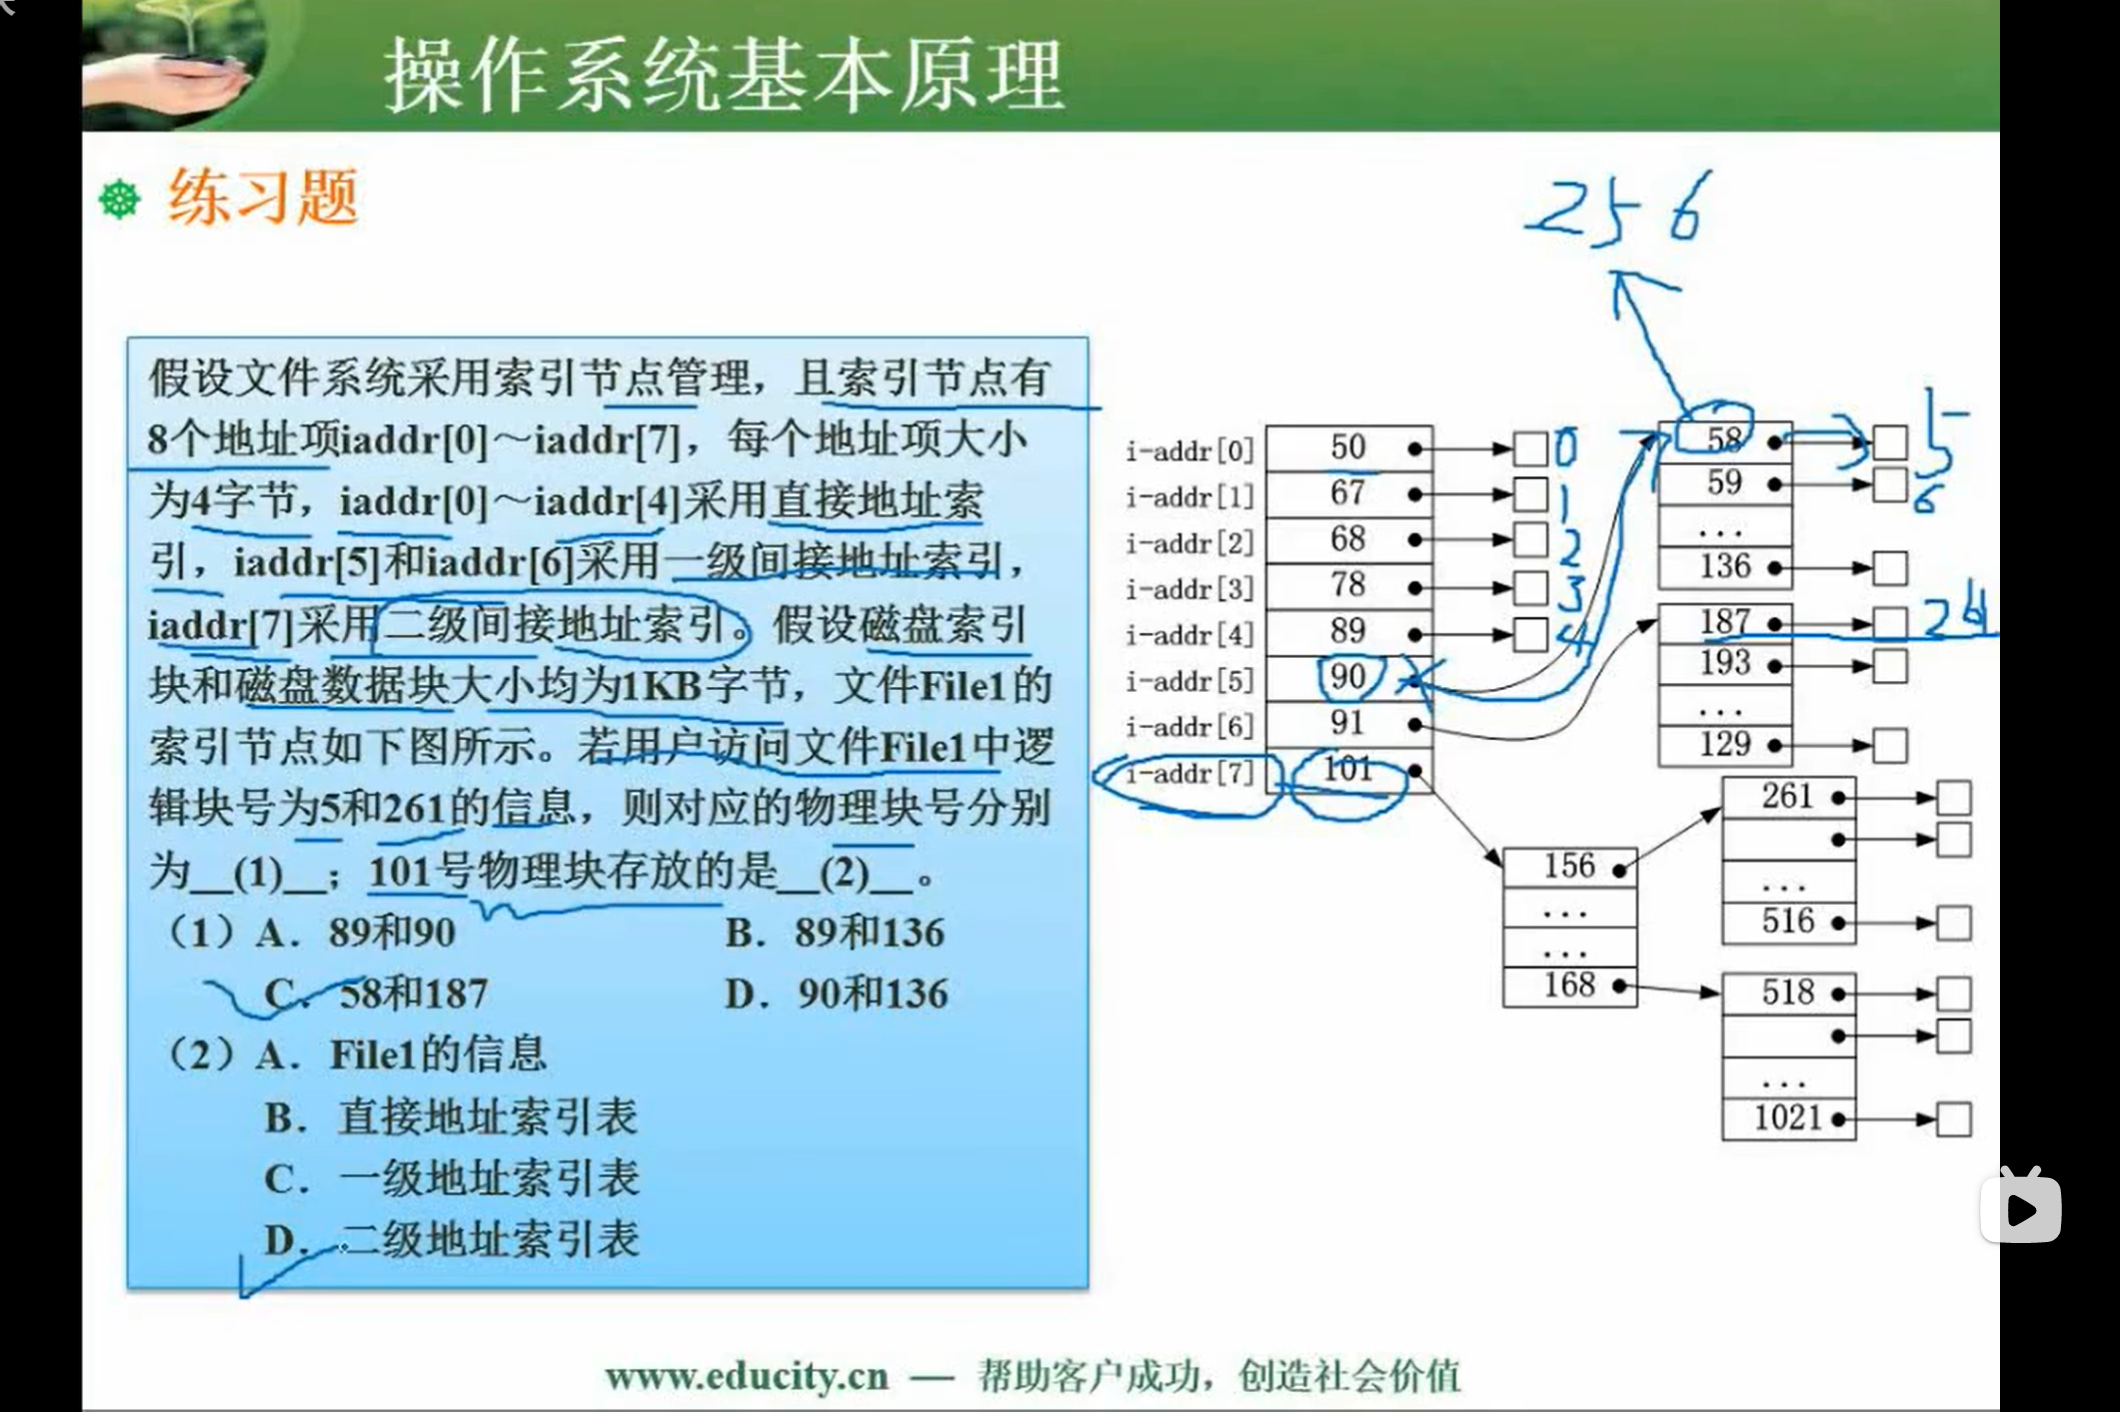 操作系统基本原理
练习题
256
假设文件系统采用索引节点管理，且索引节点有
8个地址项iaddr[0]～iaddr[7]，每个地址项大小
为4字节，iaddr[0]～iaddr[4]采用直接地址索
引，iaddr[5]和iaddr[6]采用一级间接地址索引，
iaddr[7]采用二级间接地址索引。假设磁盘索引
块和磁盘数据块大小均为1KB字节，文件File1的
索引节点如下图所示。若用户访问文件File1中逻
辑块号为5和261的信息，则对应的物理块号分别
为__(1)__；101号物理块存放的是__(2)__。
（1）A．89和90 B．89和136
C．58和187 D．90和136
（2）A．File1的信息
B．直接地址索引表
C．一级地址索引表
D．二级地址索引表
i-addr[0] 50 0
i-addr[1] 67 1
i-addr[2] 68 2
i-addr[3] 78 3
i-addr[4] 89 4
i-addr[5] 90
i-addr[6] 91
i-addr[7] 101
58 5
59 6
...
136
187
193
...
129
156
...
...
168
261
...
516
518
...
1021
www.educity.cn — 帮助客户成功，创造社会价值